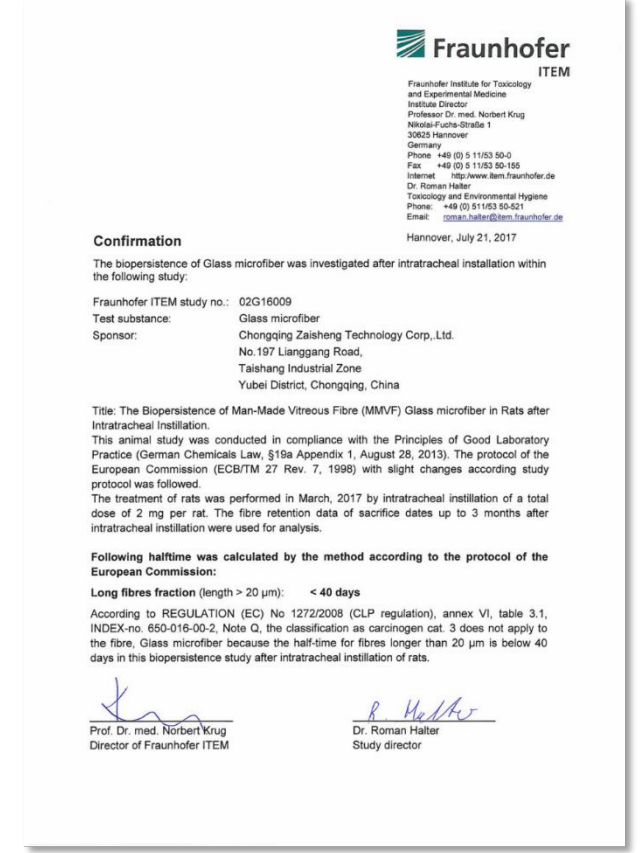 Fraunhofer
ITEM
Fraunhofer Institute for Toxicology
and Experimental Medicine
Institute Director
Professor Dr. med. Norbert Krug
Nikolai-Fuchs-Straße 1
30625 Hannover
Germany
Phone +49 (0) 5 11/53 50-0
Fax +49 (0) 5 11/53 50-155
Internet http:/www.item.fraunhofer.de
Dr. Roman Halter
Toxicology and Environmental Hygiene
Phone: +49 (0) 511/53 50-521
Email: roman.halter@item.fraunhofer.de
Confirmation
Hannover, July 21, 2017
The biopersistence of Glass microfiber was investigated after intratracheal installation within
the following study:
Fraunhofer ITEM study no.: 02G16009
Test substance: Glass microfiber
Sponsor: Chongqing Zaisheng Technology Corp,.Ltd.
No.197 Lianggang Road,
Taishang Industrial Zone
Yubei District, Chongqing, China
Title: The Biopersistence of Man-Made Vitreous Fibre (MMVF) Glass microfiber in Rats after
Intratracheal Instillation.
This animal study was conducted in compliance with the Principles of Good Laboratory
Practice (German Chemicals Law, §19a Appendix 1, August 28, 2013). The protocol of the
European Commission (ECB/TM 27 Rev. 7, 1998) with slight changes according study
protocol was followed.
The treatment of rats was performed in March, 2017 by intratracheal instillation of a total
dose of 2 mg per rat. The fibre retention data of sacrifice dates up to 3 months after
intratracheal instillation were used for analysis.
Following halftime was calculated by the method according to the protocol of the
European Commission:
Long fibres fraction (length > 20 µm): < 40 days
According to REGULATION (EC) No 1272/2008 (CLP regulation), annex VI, table 3.1,
INDEX-no. 650-016-00-2, Note Q, the classification as carcinogen cat. 3 does not apply to
the fibre, Glass microfiber because the half-time for fibres longer than 20 µm is below 40
days in this biopersistence study after intratracheal instillation of rats.
R. Halter
Prof. Dr. med. Norbert Krug
Director of Fraunhofer ITEM
Dr. Roman Halter
Study director